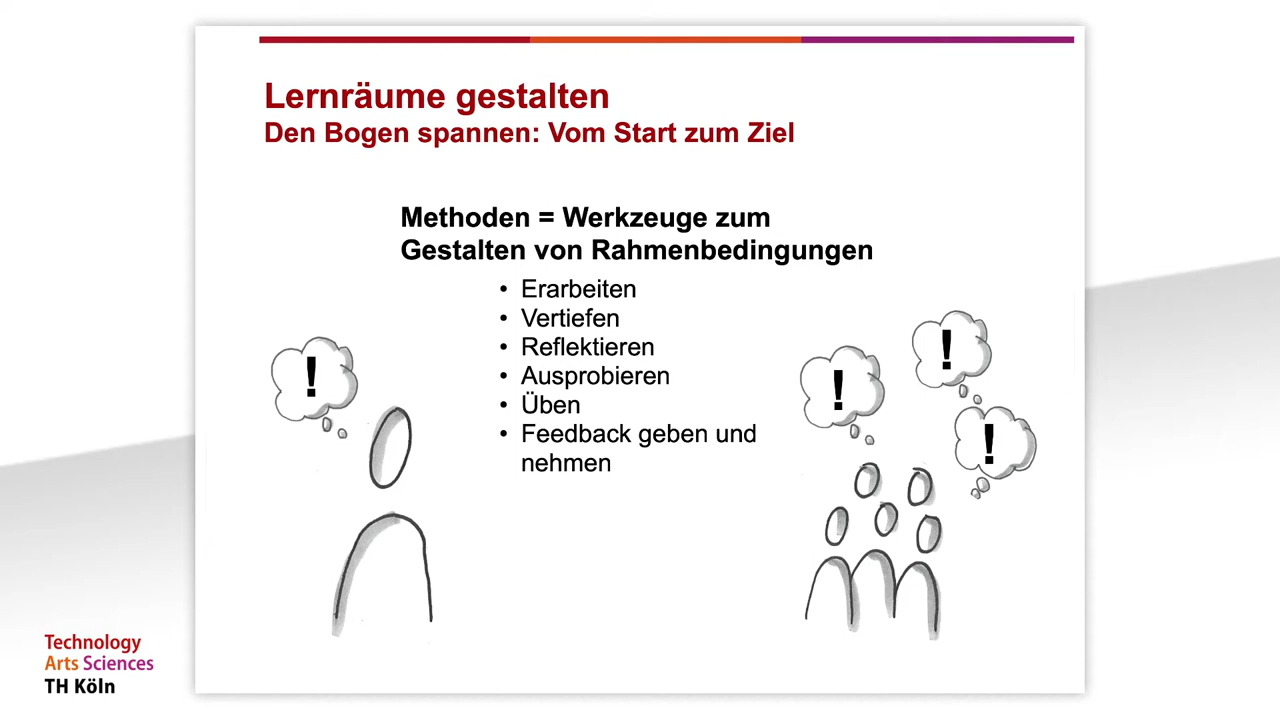 Lernräume gestalten
Den Bogen spannen: Vom Start zum Ziel
Methoden = Werkzeuge zum
Gestalten von Rahmenbedingungen
• Erarbeiten
• Vertiefen
• Reflektieren
• Ausprobieren
• Üben
• Feedback geben und
nehmen
!
!
!
!
Technology
Arts Sciences
TH Köln